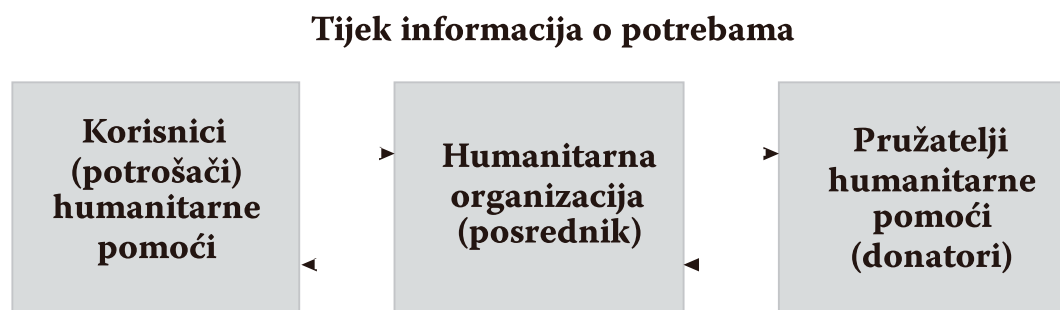 Tijek informacija o potrebama
Korisnici
(potrošači)
humanitarne
pomoći
Humanitarna
organizacija
(posrednik)
Pružatelji
humanitarne
pomoći
(donatori)